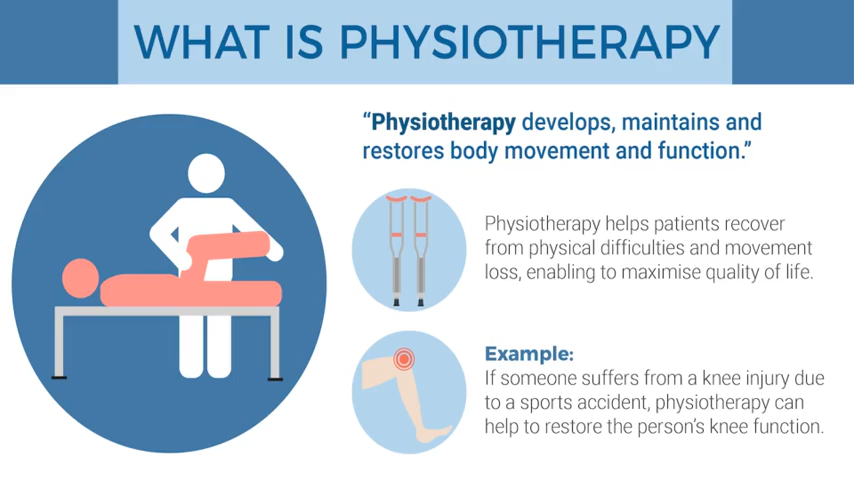 WHAT IS PHYSIOTHERAPY
“Physiotherapy develops, maintains and
restores body movement and function.”
Physiotherapy helps patients recover
from physical difficulties and movement
loss, enabling to maximise quality of life.
Example:
If someone suffers from a knee injury due
to a sports accident, physiotherapy can
help to restore the person’s knee function.